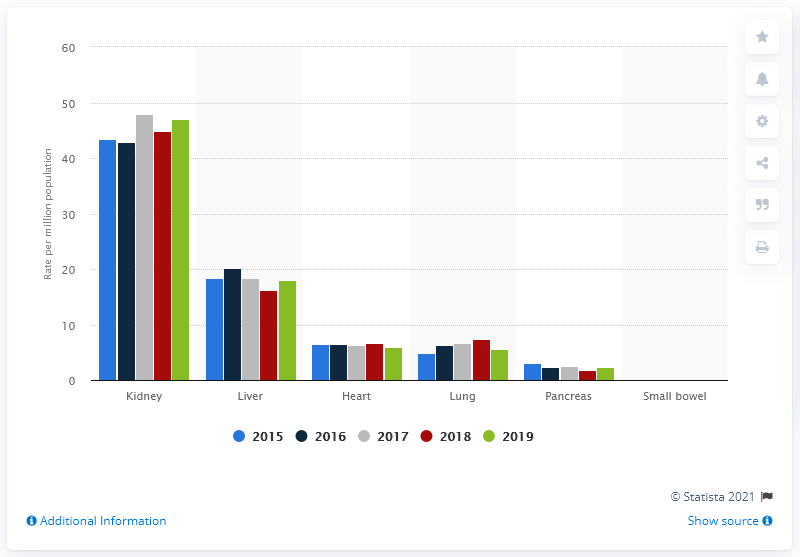 Rate per million population
60
50
40
30
20
10
0
Kidney Liver Heart Lung Pancreas Small bowel
2015 2016 2017 2018 2019
© Statista 2021
Additional Information Show source